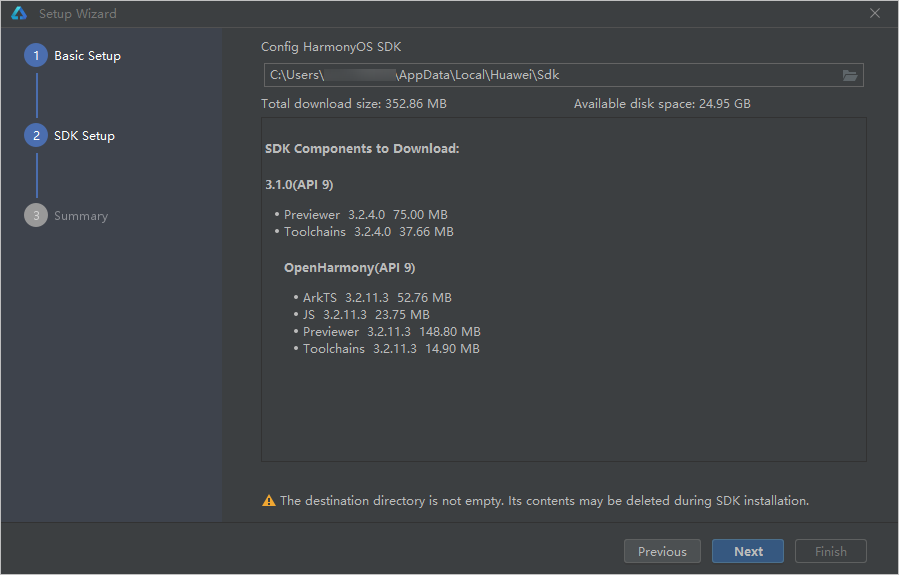 Setup Wizard
1 Basic Setup
2 SDK Setup
3 Summary
Config HarmonyOS SDK
C:\Users\ \AppData\Local\Huawei\Sdk
Total download size: 352.86 MB
Available disk space: 24.95 GB
SDK Components to Download:
3.1.0(API 9)
• Previewer 3.2.4.0 75.00 MB
• Toolchains 3.2.4.0 37.66 MB
OpenHarmony(API 9)
• ArkTS 3.2.11.3 52.76 MB
• JS 3.2.11.3 23.75 MB
• Previewer 3.2.11.3 148.80 MB
• Toolchains 3.2.11.3 14.90 MB
The destination directory is not empty. Its contents may be deleted during SDK installation.
Previous
Next
Finish